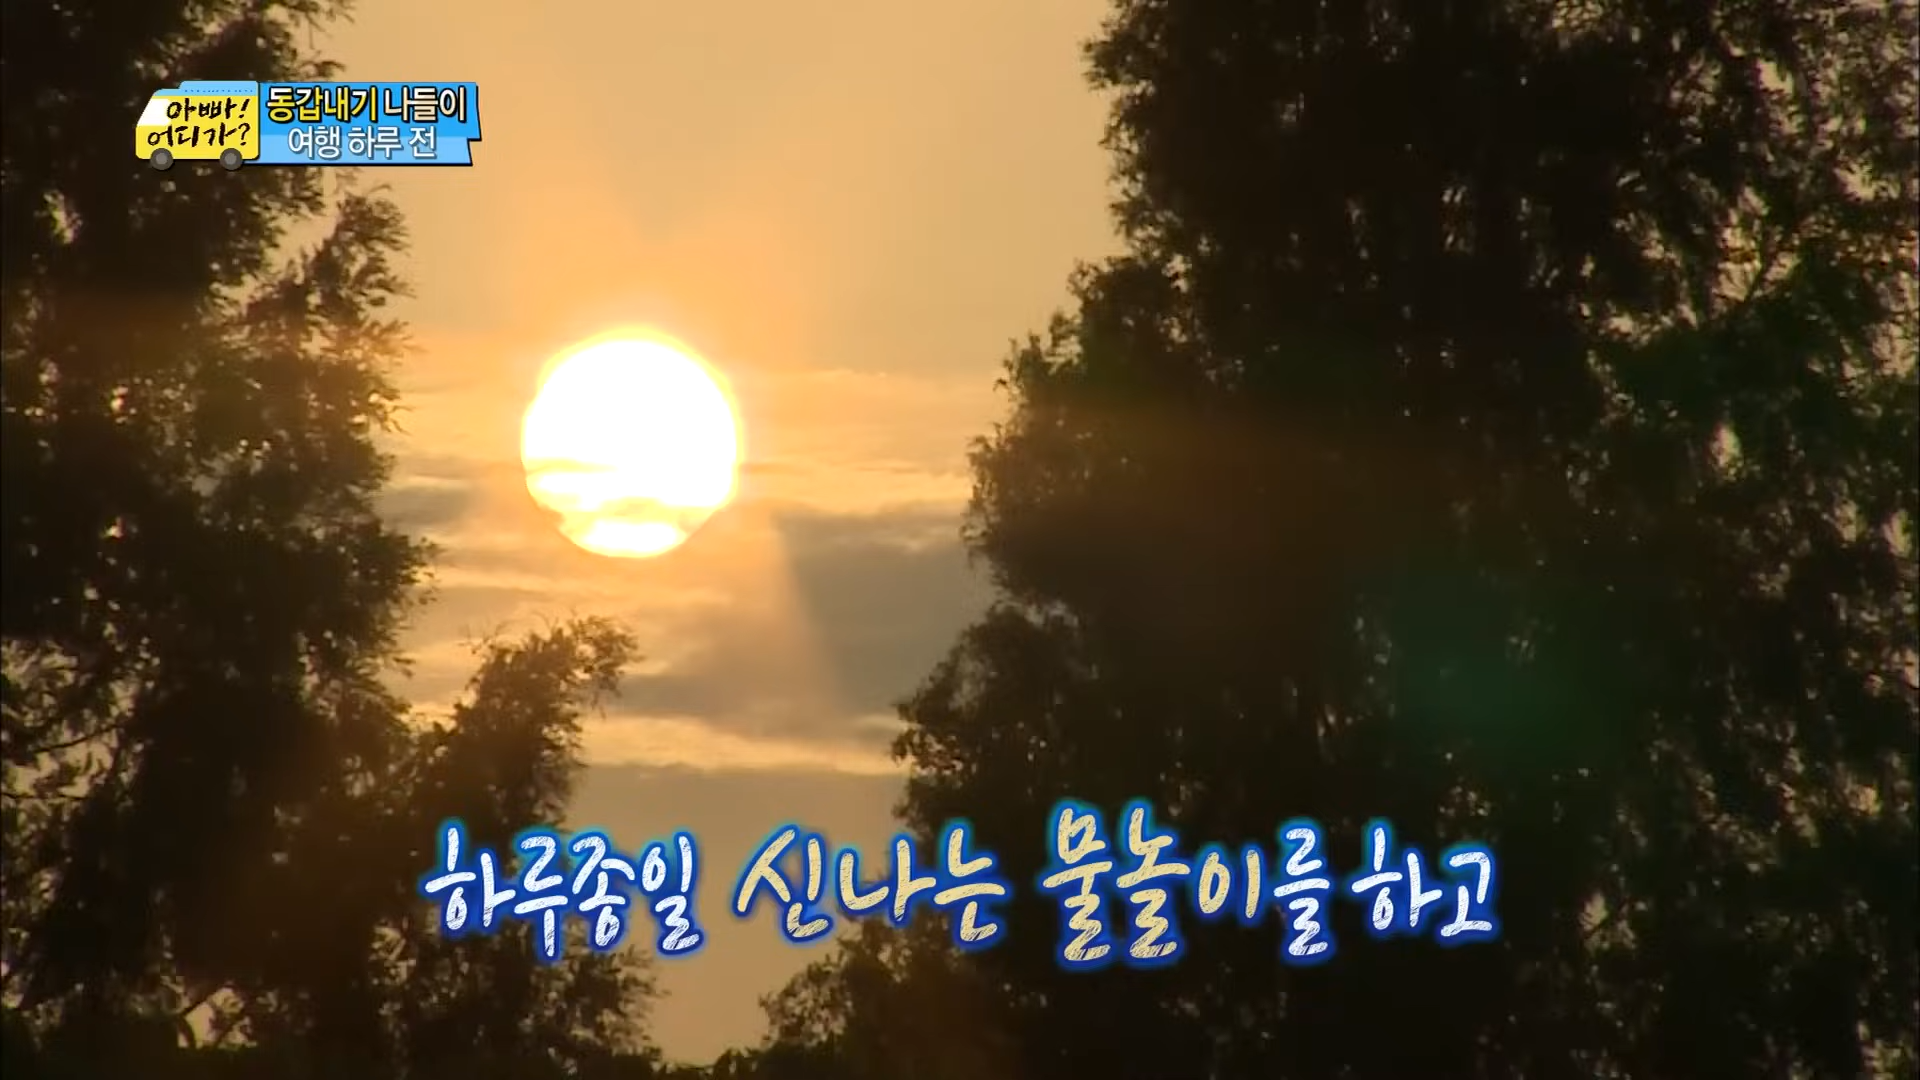 아빠!
어디가?
동갑내기 나들이
여행 하루 전
하루종일 신나는 물놀이를 하고